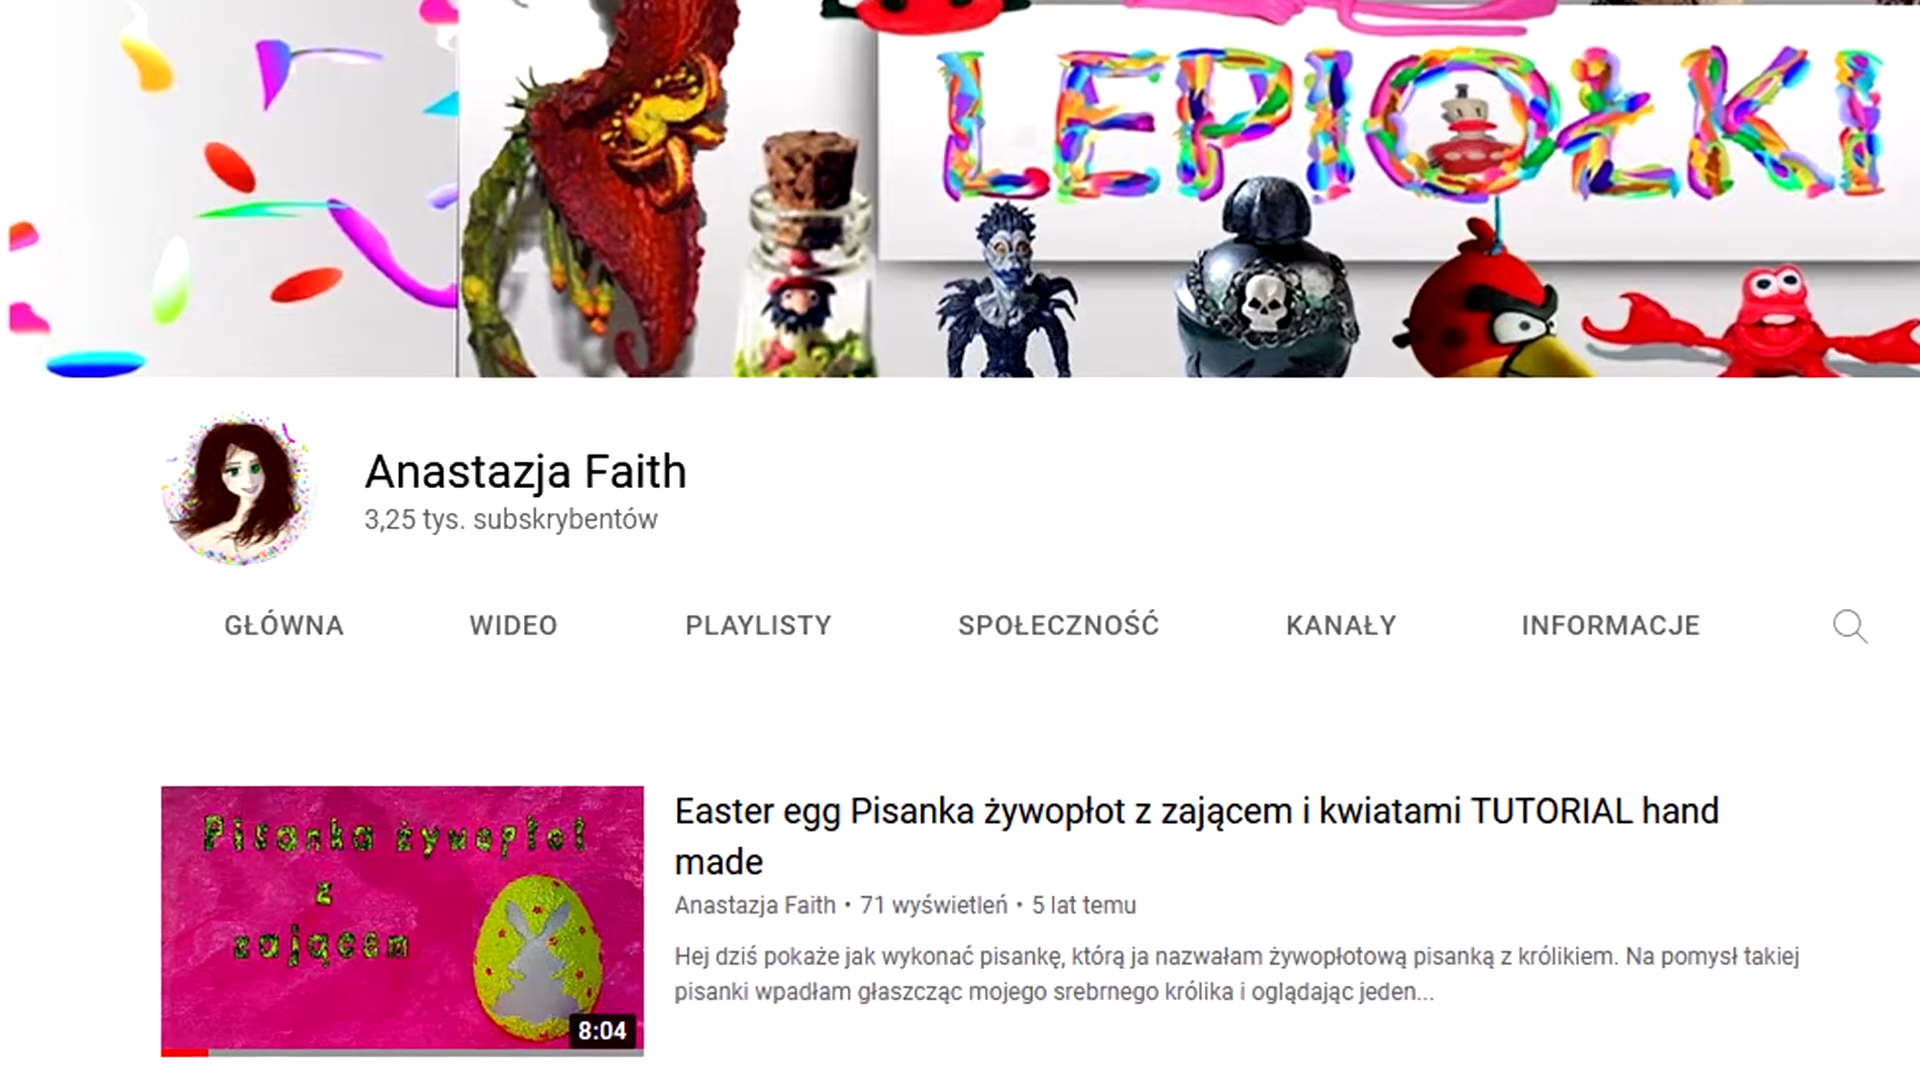 LEPIOŁKI
Anastazja Faith
3,25 tys. subskrybentów
GŁÓWNA WIDEO PLAYLISTY SPOŁECZNOŚĆ KANAŁY INFORMACJE
Pisanka żywopłot
z
zającem
8:04
Easter egg Pisanka żywopłot z zającem i kwiatami TUTORIAL hand
made
Anastazja Faith • 71 wyświetleń • 5 lat temu
Hej dziś pokaże jak wykonać pisankę, którą ja nazwałam żywopłotową pisanką z królikiem. Na pomysł takiej
pisanki wpadłam głaszcząc mojego srebrnego królika i oglądając jeden...